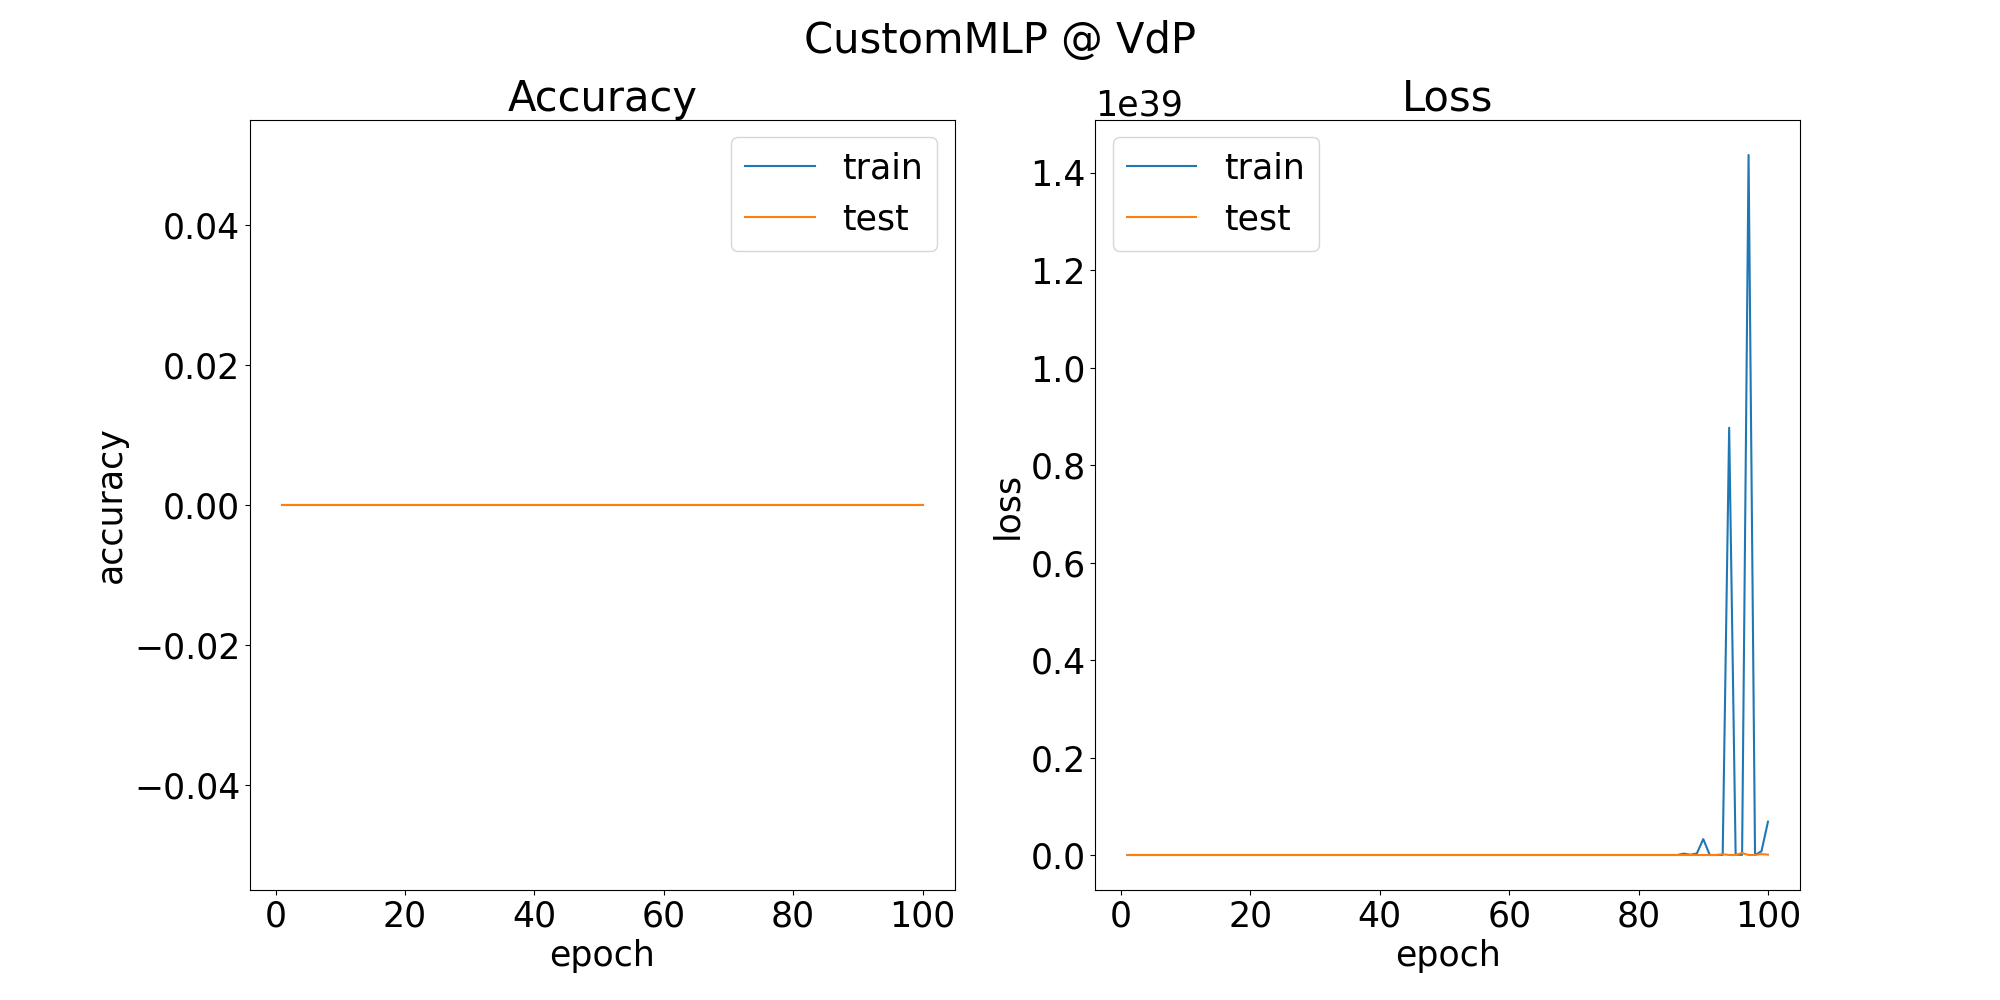 CustomMLP @ VdP
Accuracy
train
test
0.04
0.02
0.00
−0.02
−0.04
accuracy
0 20 40 60 80 100
epoch
Loss
1e39
train
test
1.4
1.2
1.0
0.8
0.6
0.4
0.2
0.0
loss
0 20 40 60 80 100
epoch